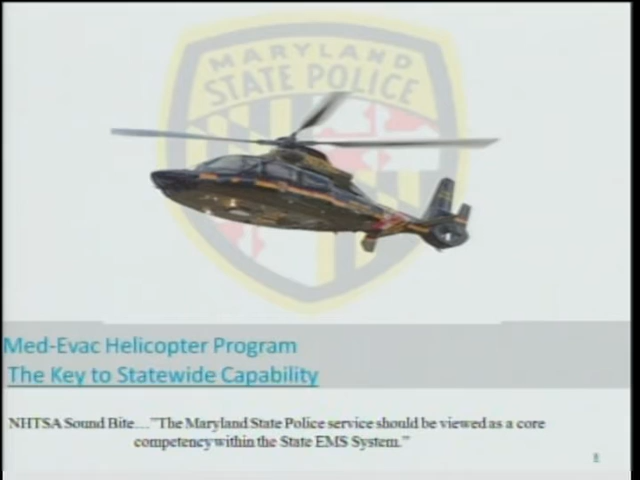 MARYLAND
STATE POLICE
Med-Evac Helicopter Program
The Key to Statewide Capability
NHTSA Sound Bite...."The Maryland State Police service should be viewed as a core
competency within the State EMS System."
8